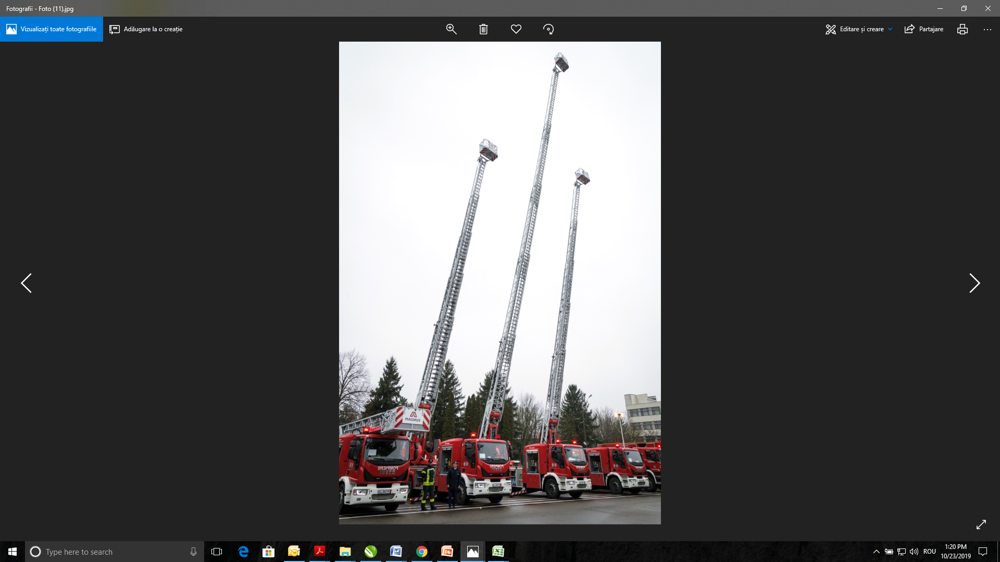 Fotografii - Foto (11).jpg
Vizualizați toate fotografiile
Adăugare la o creație
Editare și creare
Partajare
MAGIRUS
POMPIERII
POMPIERII
Type here to search
ROU
1:20 PM
10/23/2019